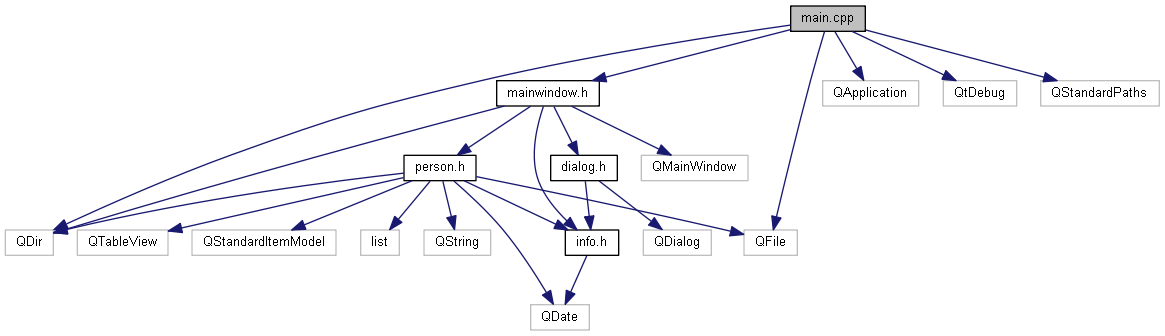 main.cpp
mainwindow.h
QApplication
QtDebug
QStandardPaths
person.h
dialog.h
QMainWindow
QDir
QTableView
QStandardItemModel
list
QString
info.h
QDialog
QFile
QDate